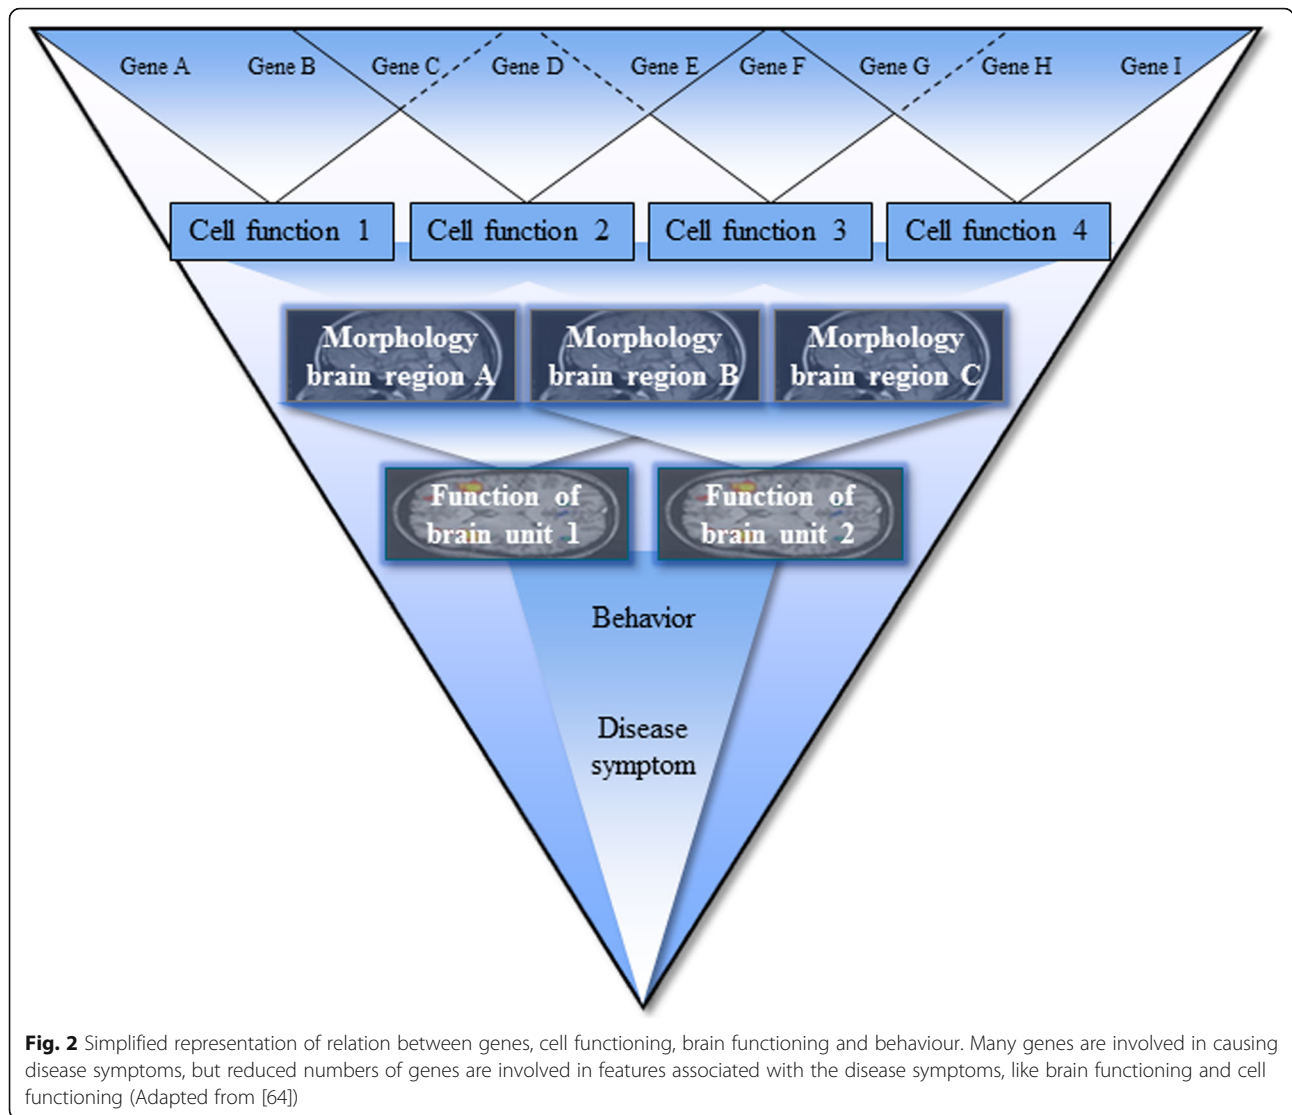 Gene A Gene B Gene C Gene D Gene E Gene F Gene G Gene H Gene I
Cell function 1 Cell function 2 Cell function 3 Cell function 4
Morphology brain region A
Morphology brain region B
Morphology brain region C
Function of brain unit 1
Function of brain unit 2
Behavior
Disease
symptom
Fig. 2 Simplified representation of relation between genes, cell functioning, brain functioning and behaviour. Many genes are involved in causing
disease symptoms, but reduced numbers of genes are involved in features associated with the disease symptoms, like brain functioning and cell
functioning (Adapted from [64])